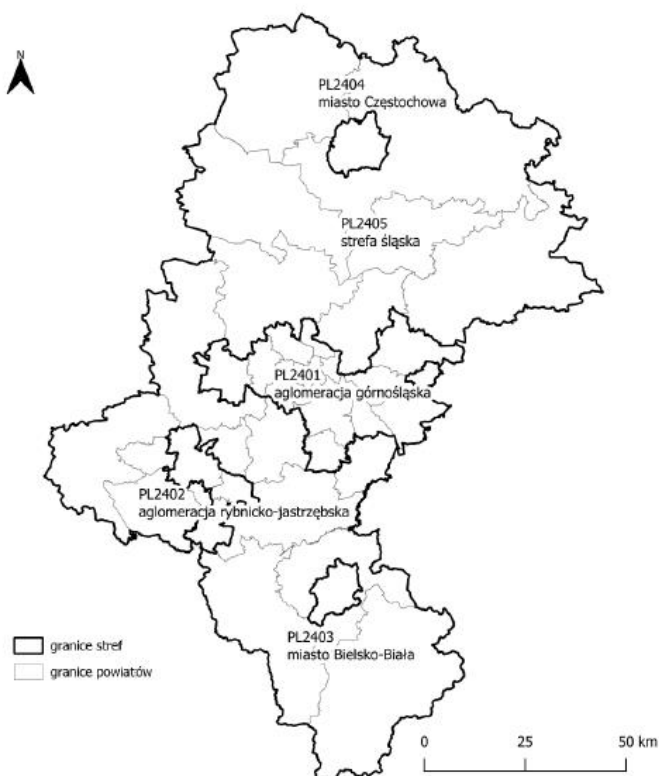 N
PL2404
miasto Częstochowa
PL2405
strefa śląska
PL2401
aglomeracja górnośląska
PL2402
aglomeracja rybnicko-jastrzębska
PL2403
miasto Bielsko-Biała
granice stref
granice powiatów
0 25 50 km